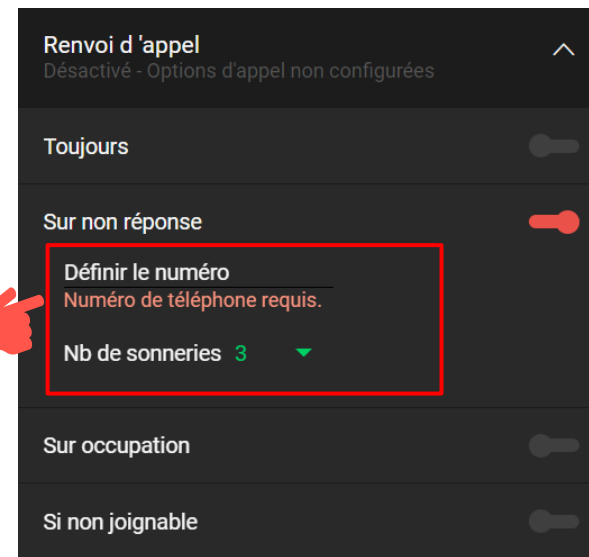 Renvoi d 'appel
Désactivé - Options d'appel non configurées
Toujours
Sur non réponse
Définir le numéro
Numéro de téléphone requis.
Nb de sonneries 3
Sur occupation
Si non joignable